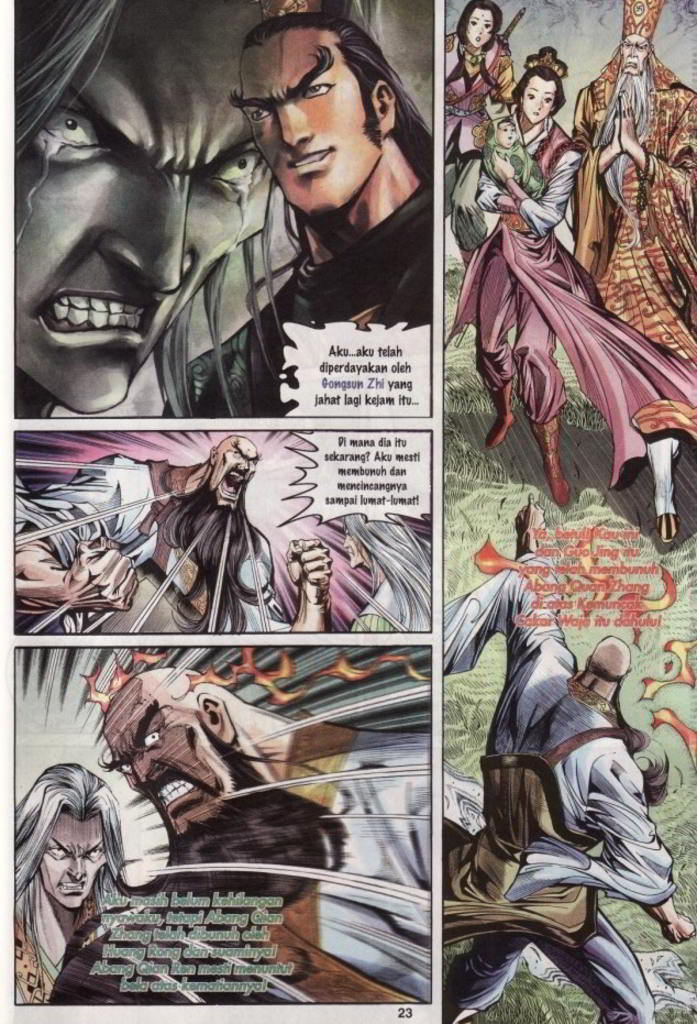 Aku...aku telah
diperdayakan oleh
Gongsun Zhi yang
jahat lagi kejam itu...
Di mana dia itu
sekarang? Aku mesti
membunuh dan
mencincangnya
sampai lumat-lumat!
Aku masih belum kehilangan
nyawaku, tetapi Abang Qian
Zhang telah dibunuh oleh
Huang Rong dan suaminya!
Abang Qian Ren mesti menuntut
bela atas kematiannya!
Ya, betul! Kau ini
dan Guo Jing itu
yang telah membunuh
Abang Quan Zhang
di atas Kemuncak
Cakar Waja itu dahulu!
23